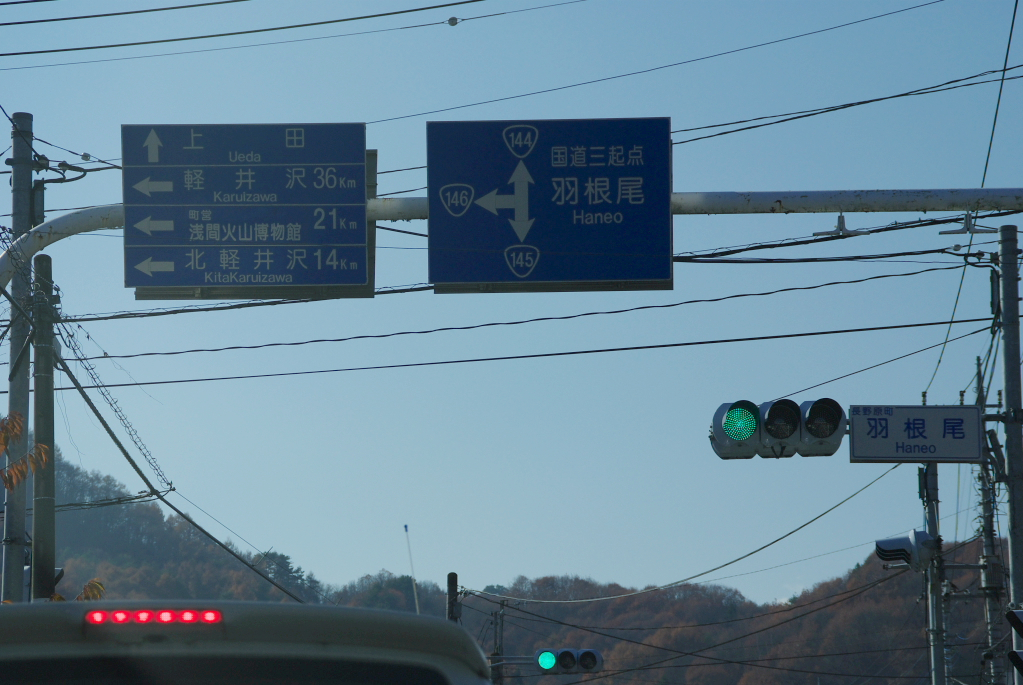 上 田
Ueda
軽 井 沢 36Km
Karuizawa
町営
浅間火山博物館 21Km
北 軽 井 沢 14Km
KitaKaruizawa
144
国道三起点
146
羽根尾
Haneo
145
長野原町
羽 根 尾
Haneo